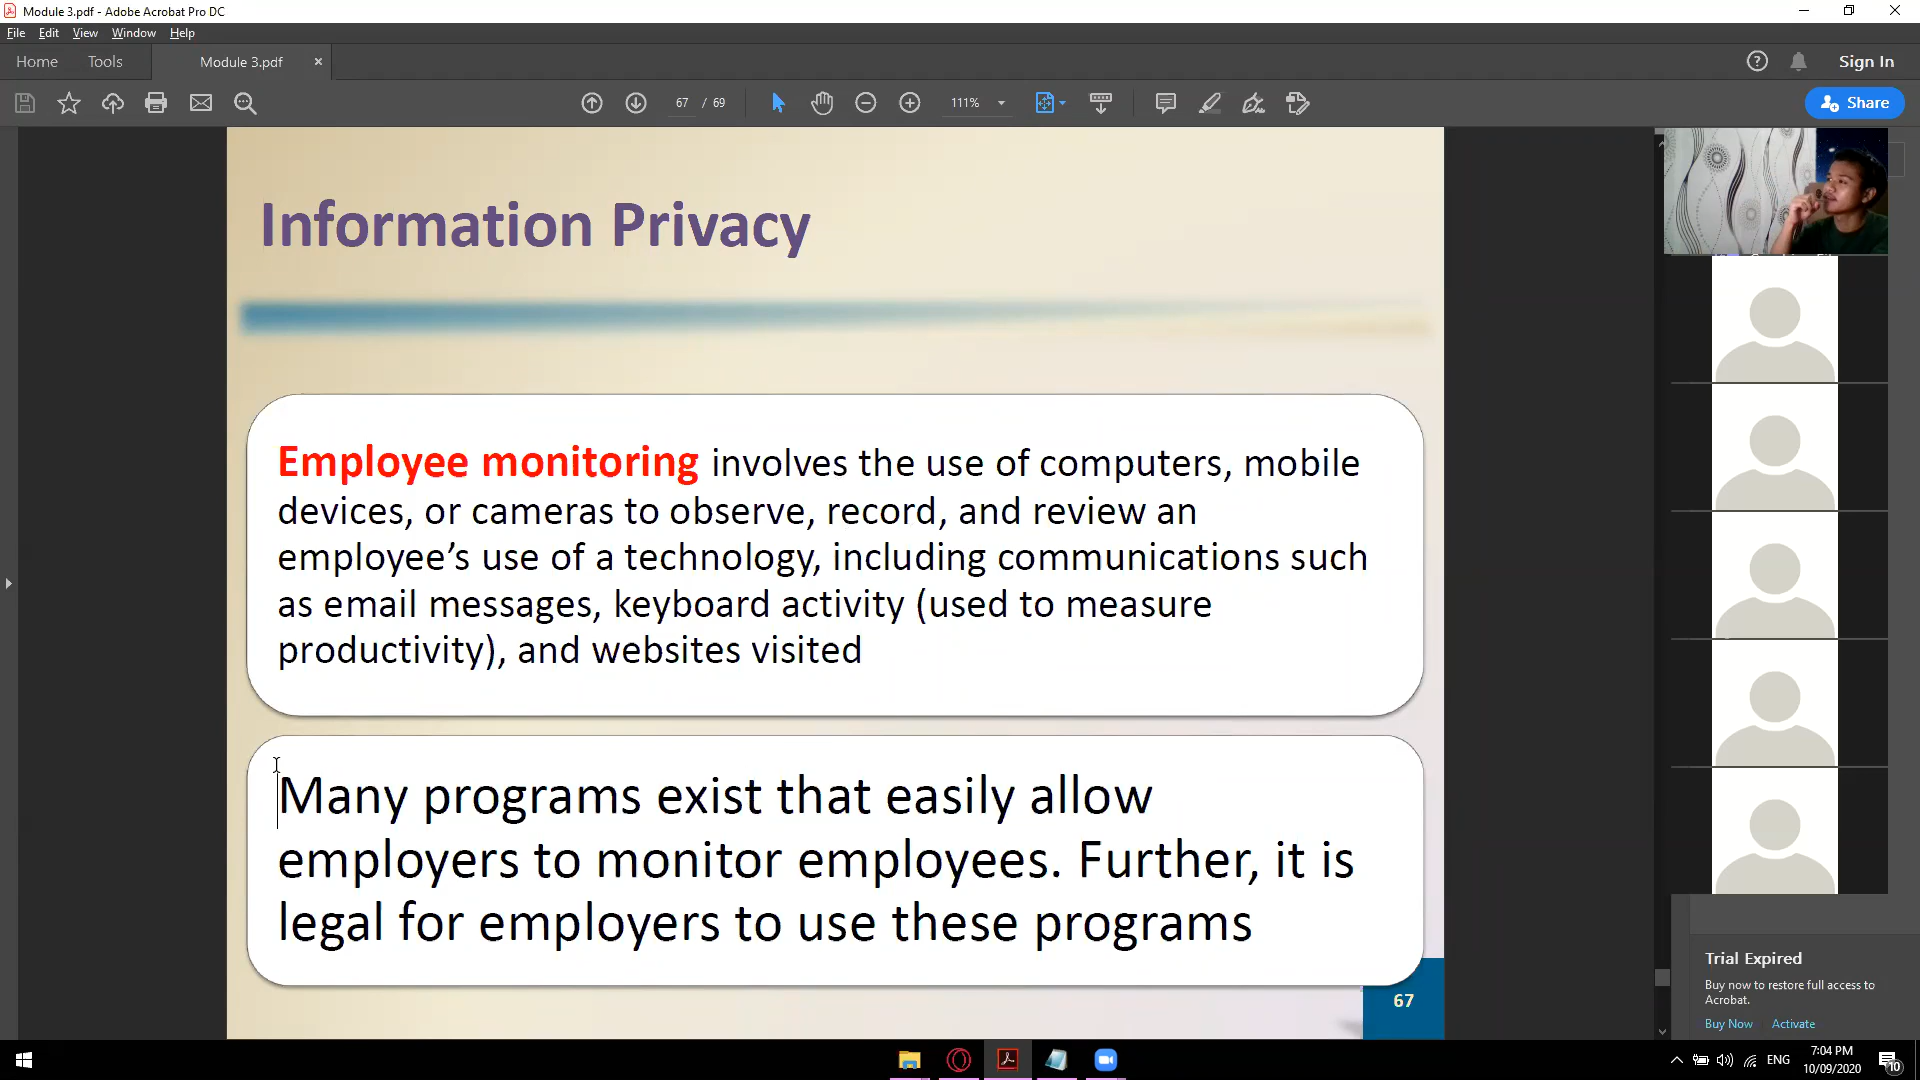 Module 3.pdf - Adobe Acrobat Pro DC
File Edit View Window Help
Home Tools Module 3.pdf
Sign In
67 / 69
111%
Share
Information Privacy
Employee monitoring involves the use of computers, mobile
devices, or cameras to observe, record, and review an
employee’s use of a technology, including communications such
as email messages, keyboard activity (used to measure
productivity), and websites visited
Many programs exist that easily allow
employers to monitor employees. Further, it is
legal for employers to use these programs
67
Trial Expired
Buy now to restore full access to
Acrobat.
Buy Now Activate
ENG
7:04 PM
10/09/2020
10